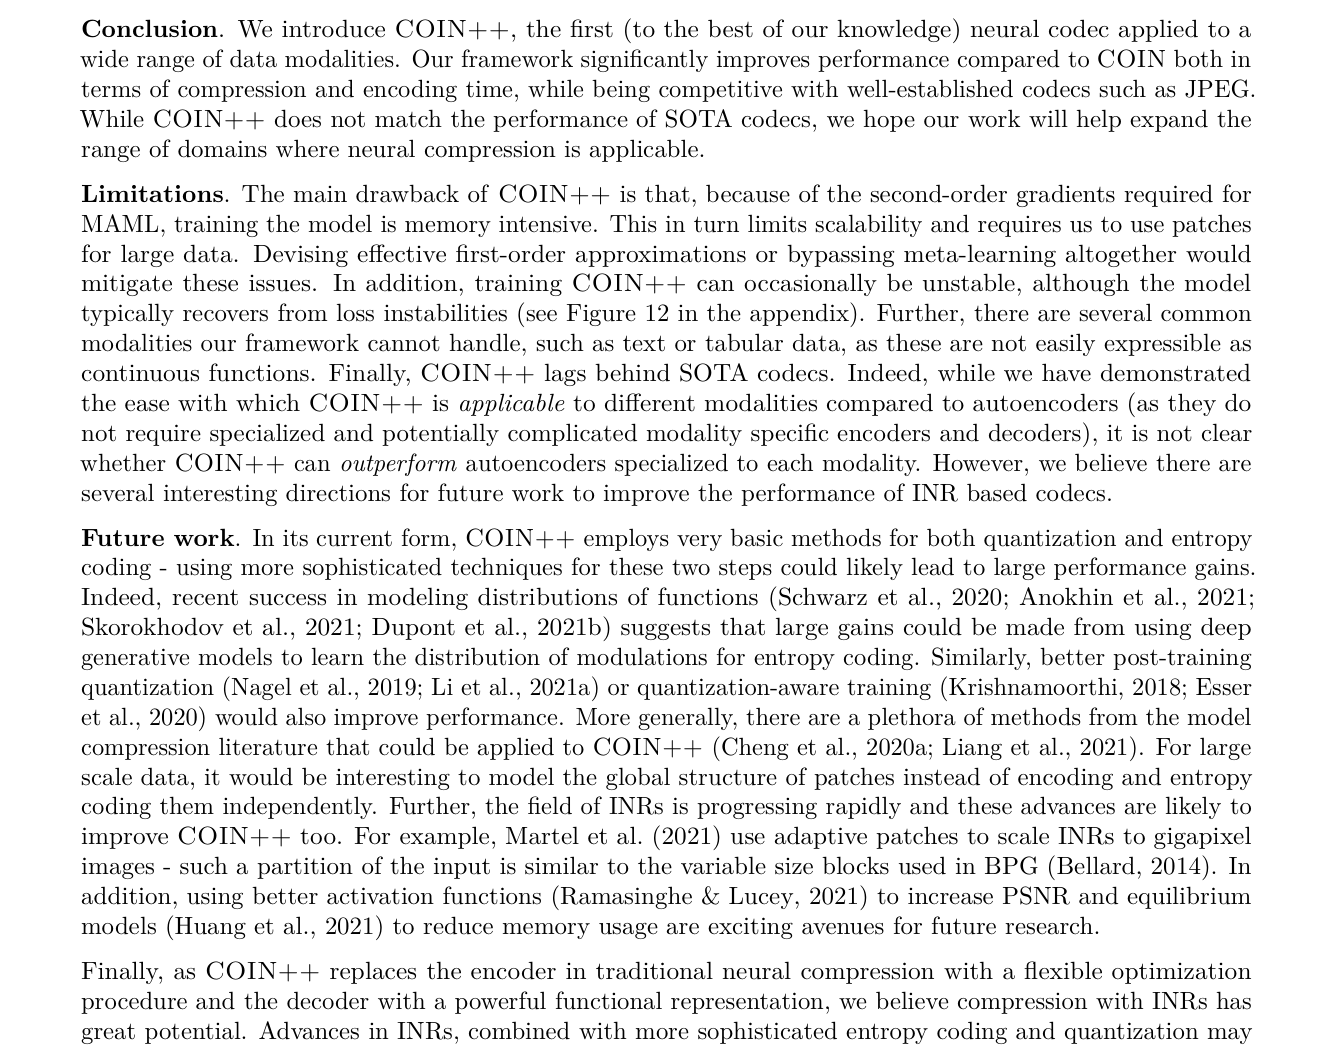 Conclusion. We introduce COIN++, the first (to the best of our knowledge) neural codec applied to a
wide range of data modalities. Our framework significantly improves performance compared to COIN both in
terms of compression and encoding time, while being competitive with well-established codecs such as JPEG.
While COIN++ does not match the performance of SOTA codecs, we hope our work will help expand the
range of domains where neural compression is applicable.
Limitations. The main drawback of COIN++ is that, because of the second-order gradients required for
MAML, training the model is memory intensive. This in turn limits scalability and requires us to use patches
for large data. Devising effective first-order approximations or bypassing meta-learning altogether would
mitigate these issues. In addition, training COIN++ can occasionally be unstable, although the model
typically recovers from loss instabilities (see Figure 12 in the appendix). Further, there are several common
modalities our framework cannot handle, such as text or tabular data, as these are not easily expressible as
continuous functions. Finally, COIN++ lags behind SOTA codecs. Indeed, while we have demonstrated
the ease with which COIN++ is applicable to different modalities compared to autoencoders (as they do
not require specialized and potentially complicated modality specific encoders and decoders), it is not clear
whether COIN++ can outperform autoencoders specialized to each modality. However, we believe there are
several interesting directions for future work to improve the performance of INR based codecs.
Future work. In its current form, COIN++ employs very basic methods for both quantization and entropy
coding - using more sophisticated techniques for these two steps could likely lead to large performance gains.
Indeed, recent success in modeling distributions of functions (Schwarz et al., 2020; Anokhin et al., 2021;
Skorokhodov et al., 2021; Dupont et al., 2021b) suggests that large gains could be made from using deep
generative models to learn the distribution of modulations for entropy coding. Similarly, better post-training
quantization (Nagel et al., 2019; Li et al., 2021a) or quantization-aware training (Krishnamoorthi, 2018; Esser
et al., 2020) would also improve performance. More generally, there are a plethora of methods from the model
compression literature that could be applied to COIN++ (Cheng et al., 2020a; Liang et al., 2021). For large
scale data, it would be interesting to model the global structure of patches instead of encoding and entropy
coding them independently. Further, the field of INRs is progressing rapidly and these advances are likely to
improve COIN++ too. For example, Martel et al. (2021) use adaptive patches to scale INRs to gigapixel
images - such a partition of the input is similar to the variable size blocks used in BPG (Bellard, 2014). In
addition, using better activation functions (Ramasinghe & Lucey, 2021) to increase PSNR and equilibrium
models (Huang et al., 2021) to reduce memory usage are exciting avenues for future research.
Finally, as COIN++ replaces the encoder in traditional neural compression with a flexible optimization
procedure and the decoder with a powerful functional representation, we believe compression with INRs has
great potential. Advances in INRs, combined with more sophisticated entropy coding and quantization may